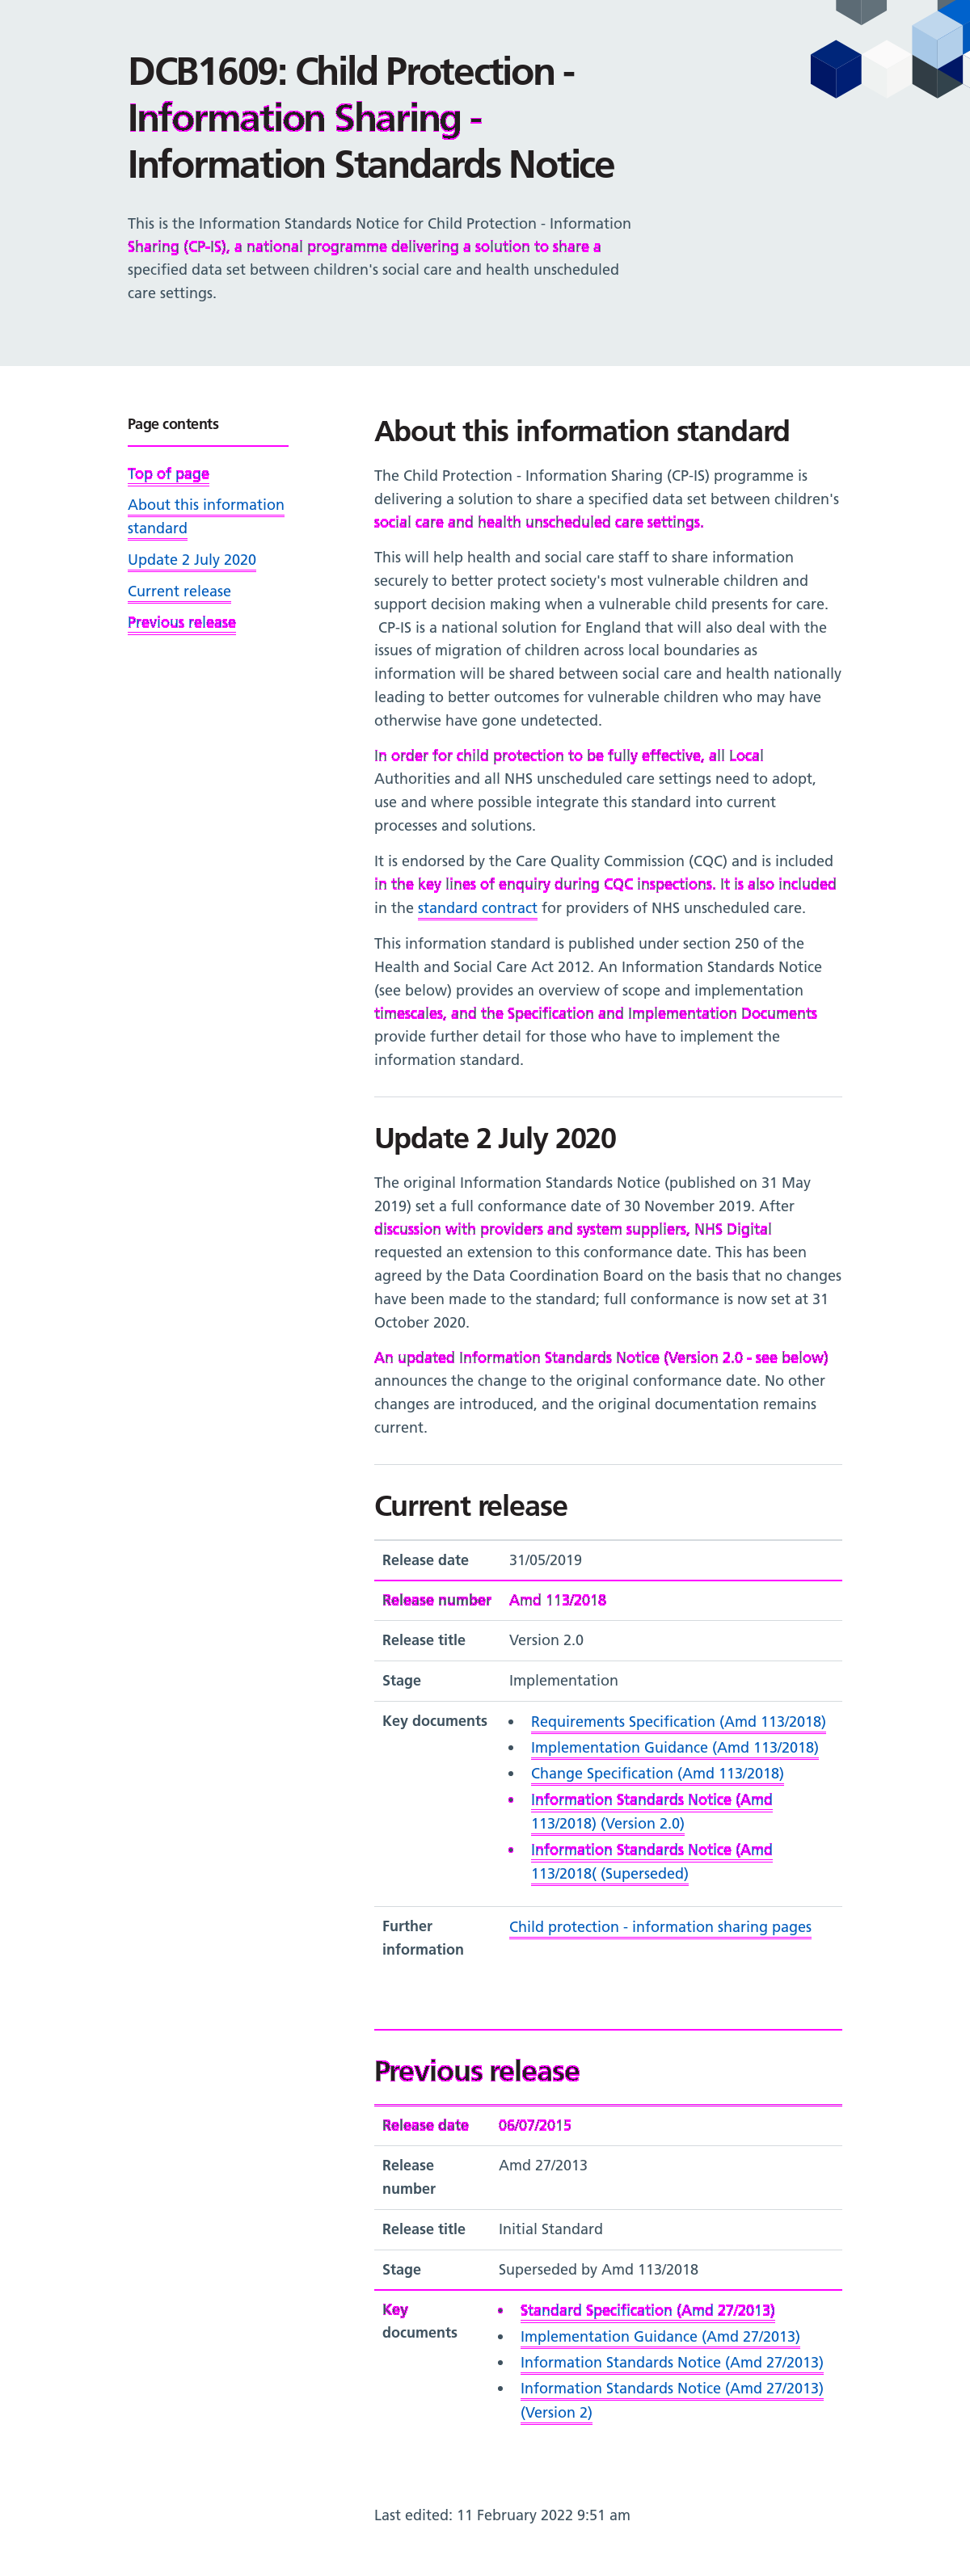 DCB1609: Child Protection -
Information Sharing -
Information Standards Notice
This is the Information Standards Notice for Child Protection - Information
Sharing (CP-IS), a national programme delivering a solution to share a
specified data set between children's social care and health unscheduled
care settings.
Page contents
Top of page
About this information
standard
Update 2 July 2020
Current release
Previous release
About this information standard
The Child Protection - Information Sharing (CP-IS) programme is
delivering a solution to share a specified data set between children's
social care and health unscheduled care settings.
This will help health and social care staff to share information
securely to better protect society's most vulnerable children and
support decision making when a vulnerable child presents for care.
CP-IS is a national solution for England that will also deal with the
issues of migration of children across local boundaries as
information will be shared between social care and health nationally
leading to better outcomes for vulnerable children who may have
otherwise have gone undetected.
In order for child protection to be fully effective, all Local
Authorities and all NHS unscheduled care settings need to adopt,
use and where possible integrate this standard into current
processes and solutions.
It is endorsed by the Care Quality Commission (CQC) and is included
in the key lines of enquiry during CQC inspections. It is also included
in the standard contract for providers of NHS unscheduled care.
This information standard is published under section 250 of the
Health and Social Care Act 2012. An Information Standards Notice
(see below) provides an overview of scope and implementation
timescales, and the Specification and Implementation Documents
provide further detail for those who have to implement the
information standard.
Update 2 July 2020
The original Information Standards Notice (published on 31 May
2019) set a full conformance date of 30 November 2019. After
discussion with providers and system suppliers, NHS Digital
requested an extension to this conformance date. This has been
agreed by the Data Coordination Board on the basis that no changes
have been made to the standard; full conformance is now set at 31
October 2020.
An updated Information Standards Notice (Version 2.0 - see below)
announces the change to the original conformance date. No other
changes are introduced, and the original documentation remains
current.
Current release
Release date 31/05/2019
Release number Amd 113/2018
Release title Version 2.0
Stage Implementation
Key documents • Requirements Specification (Amd 113/2018)
• Implementation Guidance (Amd 113/2018)
• Change Specification (Amd 113/2018)
• Information Standards Notice (Amd
113/2018) (Version 2.0)
• Information Standards Notice (Amd
113/2018( (Superseded)
Further Child protection - information sharing pages
information
Previous release
Release date 06/07/2015
Release Amd 27/2013
number
Release title Initial Standard
Stage Superseded by Amd 113/2018
Key • Standard Specification (Amd 27/2013)
documents • Implementation Guidance (Amd 27/2013)
• Information Standards Notice (Amd 27/2013)
• Information Standards Notice (Amd 27/2013)
(Version 2)
Last edited: 11 February 2022 9:51 am